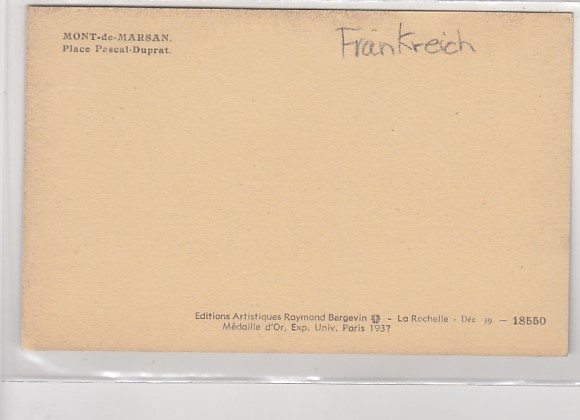 MONT-de-MARSAN.
Place Pascal-Duprat.
Frankreich
Editions Artistiques Raymond Bergevin - La Rochelle - Déc 39 - 18550
Médaille d'Or, Exp. Univ. Paris 1937